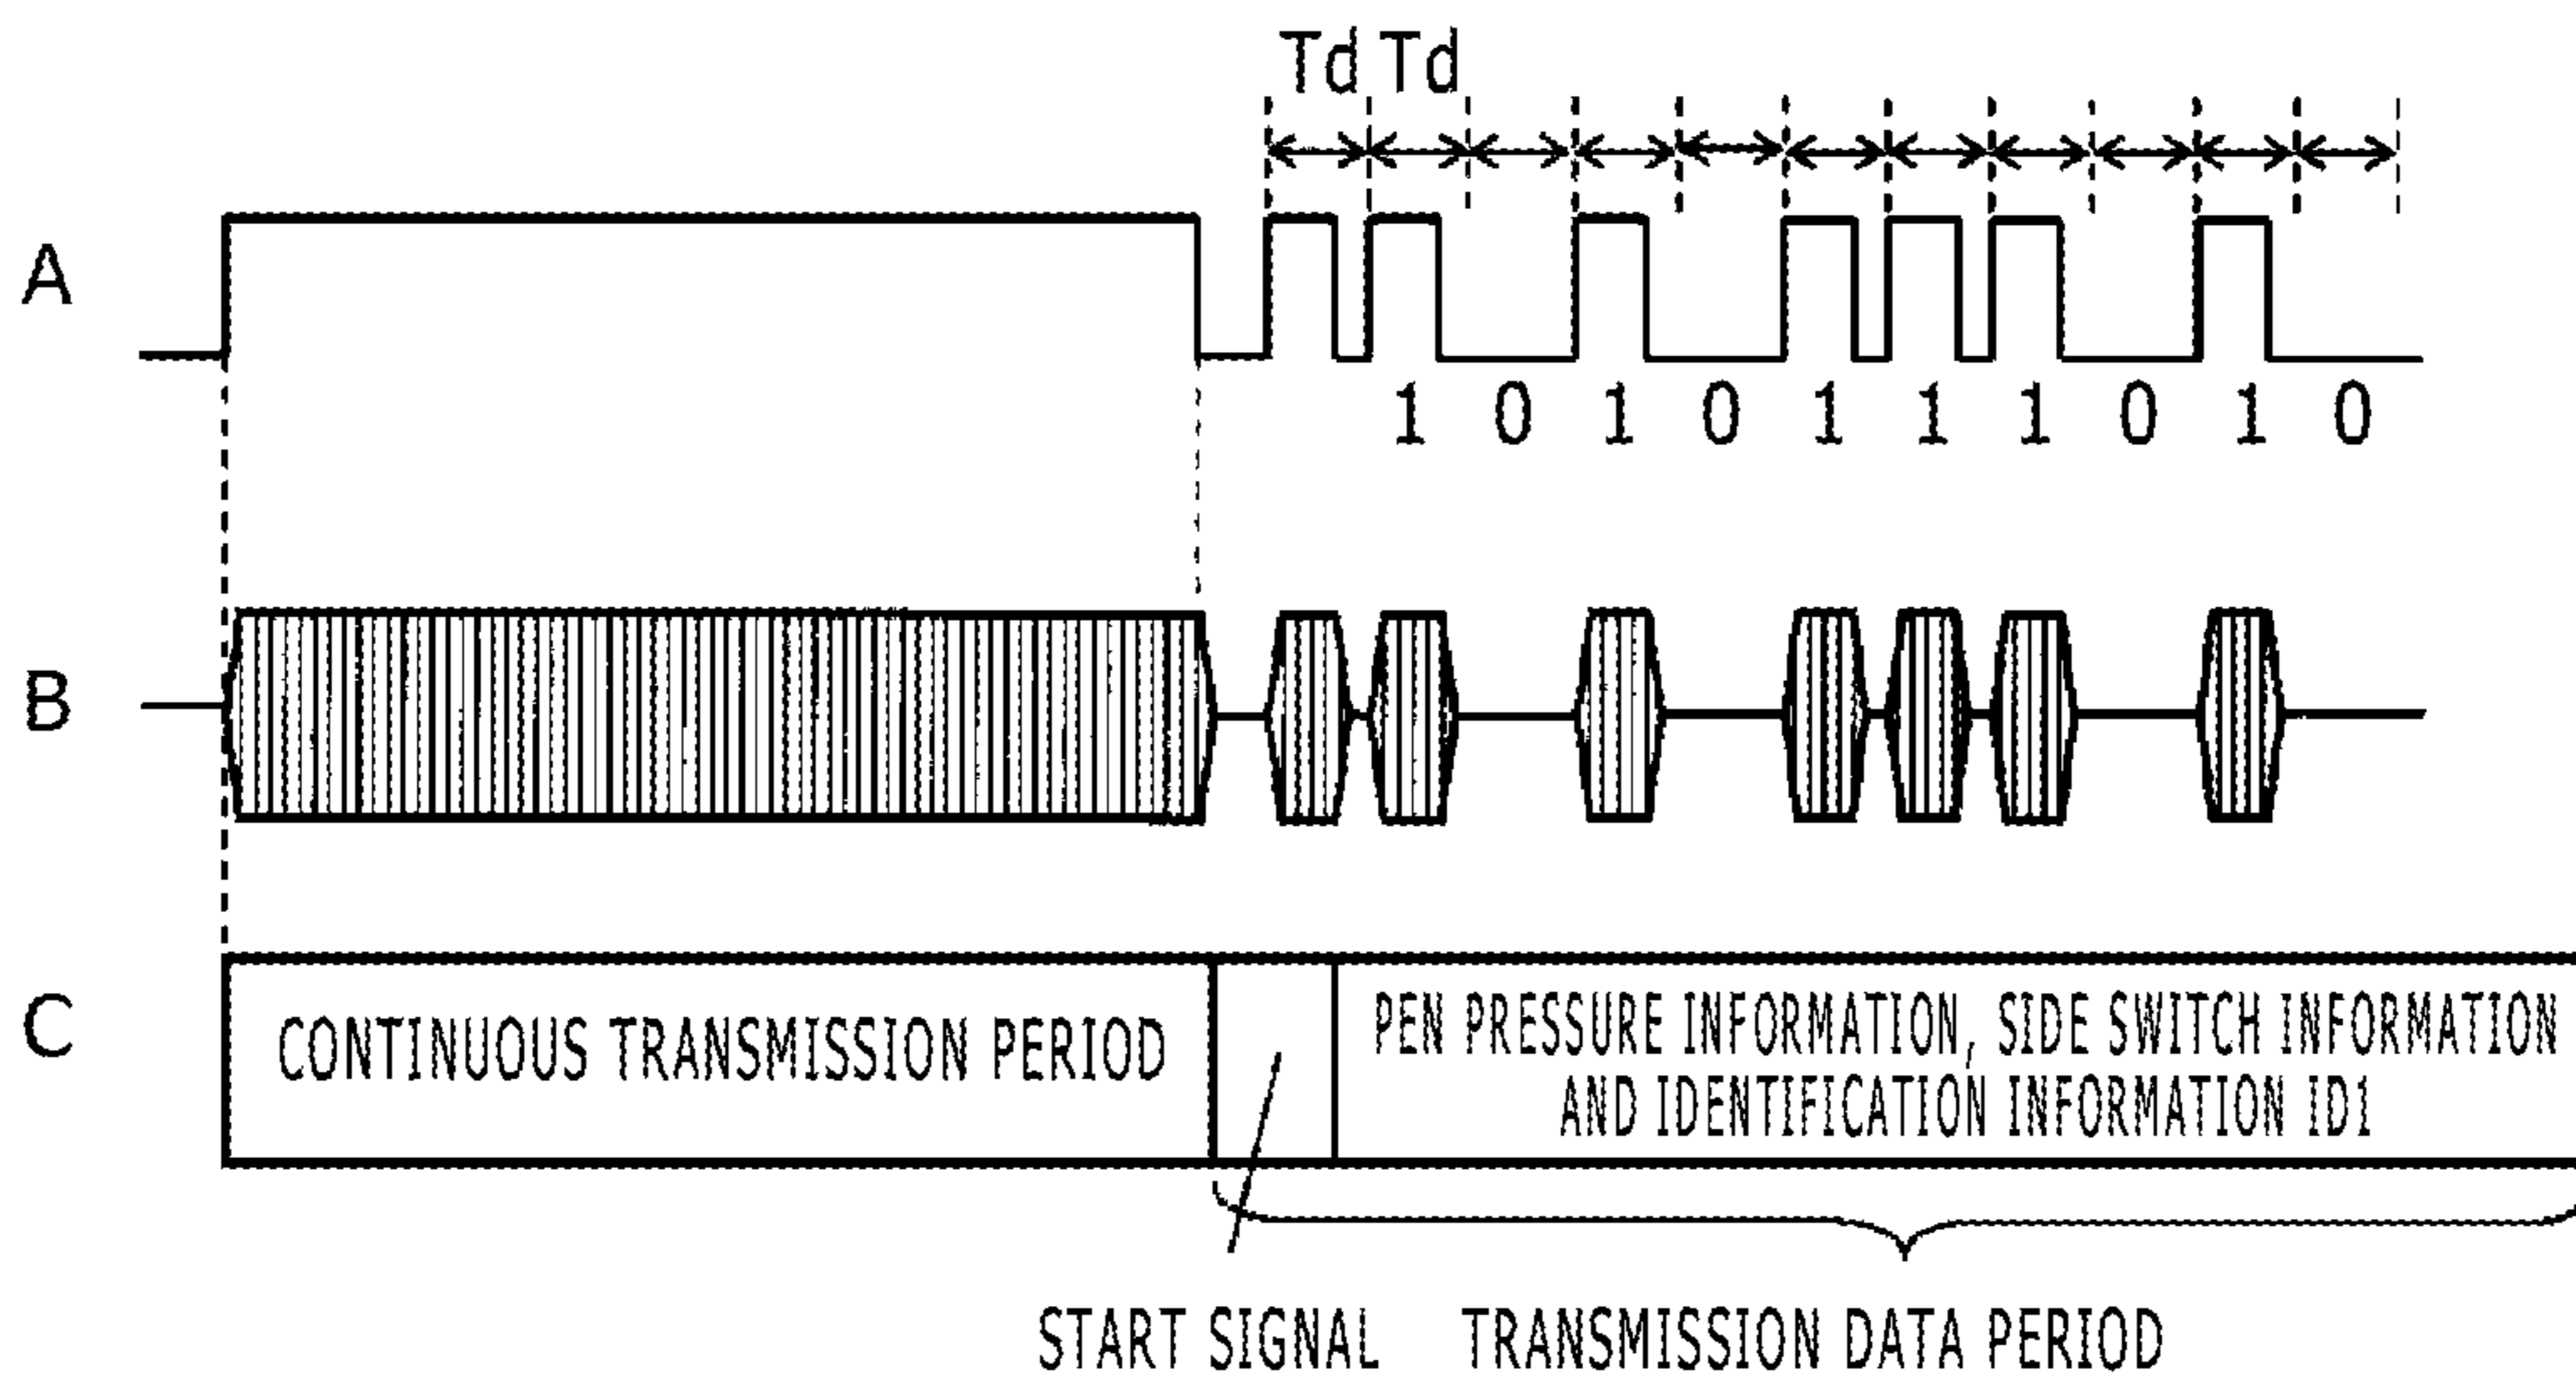 Td Td
A
1 0 1 0 1 1 1 0 1 0
B
C
CONTINUOUS TRANSMISSION PERIOD
PEN PRESSURE INFORMATION, SIDE SWITCH INFORMATION
AND IDENTIFICATION INFORMATION ID1
START SIGNAL
TRANSMISSION DATA PERIOD